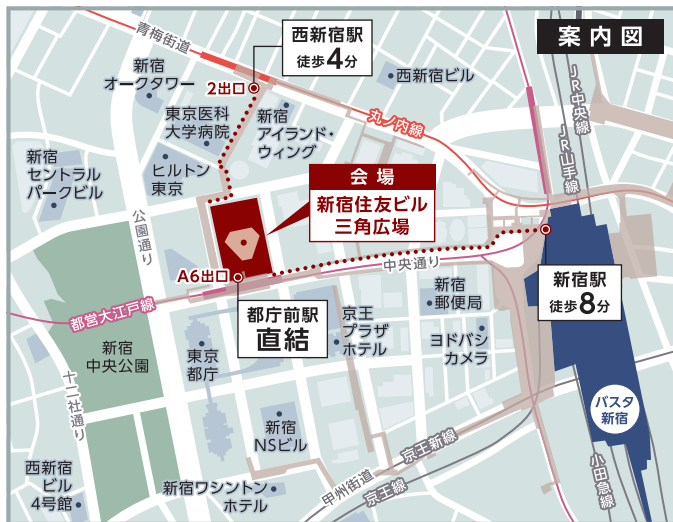 案内図
西新宿駅
徒歩4分
青梅街道
2出口
新宿
オークタワー
東京医科
大学病院
新宿
アイランド・
ウィング
西新宿ビル
丸ノ内線
JR中央線
JR山手線
新宿
セントラル
パークビル
ヒルトン
東京
会場
新宿住友ビル
三角広場
公園通り
A6出口
中央通り
新宿駅
徒歩8分
都営大江戸線
都庁前駅
直結
新宿
郵便局
京王
プラザ
ホテル
ヨドバシ
カメラ
新宿
中央公園
東京
都庁
十二社通り
バスタ
新宿
新宿
NSビル
京王新線
甲州街道
京王線
小田急線
西新宿
ビル
4号館
新宿ワシントン
ホテル